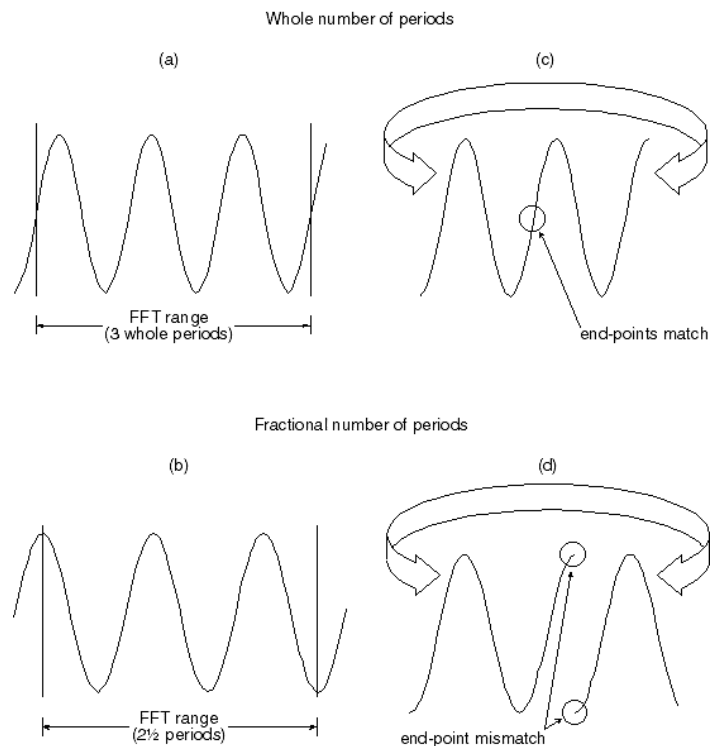 Whole number of periods
(a)
(c)
FFT range
(3 whole periods)
end-points match
Fractional number of periods
(b)
(d)
FFT range
(2½ periods)
end-point mismatch